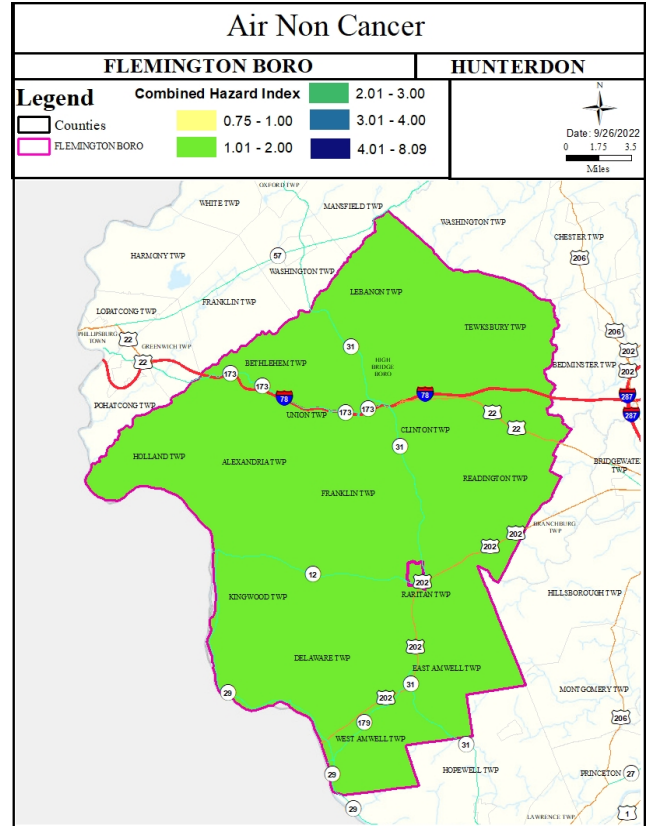 Air Non Cancer
FLEMINGTON BORO
HUNTERDON
Legend
Counties
FLEMINGTON BORO
Combined Hazard Index
0.75 - 1.00
1.01 - 2.00
2.01 - 3.00
3.01 - 4.00
4.01 - 8.09
N
Date: 9/26/2022
0 1.75 3.5
Miles
OXFORD TWP
WHITE TWP
MANSFIELD TWP
WASHINGTON TWP
CHESTER TWP
HARMONY TWP
57
206
WASHINGTON TWP
LEBANON TWP
FRANKLIN TWP
LOPATCONG TWP
TEWKSBURY TWP
PHILLIPSBURG
TOWN
22
GREENWICH TWP
31
206
202
22
BETHLEHEM TWP
HIGH
BRIDGE
BORO
BEDMINSTER TWP
202
173
173
78
78
287
POHATCONG TWP
UNION TWP
173
173
22
287
CLINTON TWP
22
31
HOLLAND TWP
ALEXANDRIA TWP
BRIDGEWATE
TWP
READINGTON TWP
FRANKLIN TWP
BRANCHBURG
TWP
202
202
12
202
KINGWOOD TWP
RARITAN TWP
HILLSBOROUGH TWP
202
DELAWARE TWP
EAST AMWELL TWP
31
29
202
MONTGOMERY TWP
179
206
WEST AMWELL TWP
31
29
HOPEWELL TWP
PRINCETON
27
29
LAWRENCE TWP
1